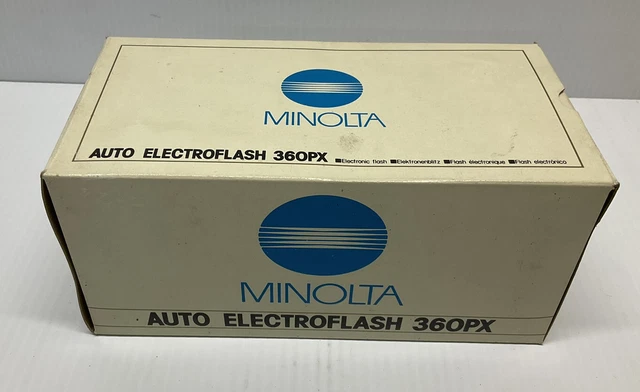 MINOLTA
AUTO ELECTROFLASH 360PX ■Electronic flash ■Elektronenblitz ■Flash électronique ■Flash electrónico
MINOLTA
AUTO ELECTROFLASH 360PX